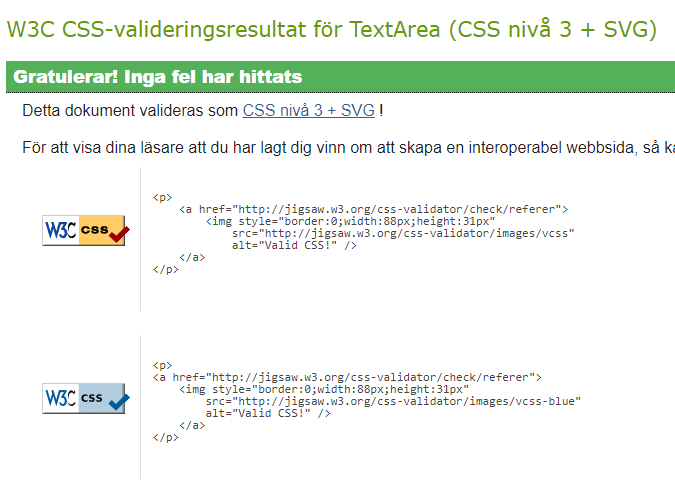 W3C CSS-valideringsresultat för TextArea (CSS nivå 3 + SVG)
Gratulerar! Inga fel har hittats
Detta dokument valideras som CSS nivå 3 + SVG !
För att visa dina läsare att du har lagt dig vinn om att skapa en interoperabel webbsida, så
<p>
<a href="http://jigsaw.w3.org/css-validator/check/referer">
<img style="border:0;width:88px;height:31px"
W3C css
src="http://jigsaw.w3.org/css-validator/images/vcss"
alt="Valid CSS!" />
</a>
</p>
<p>
<a href="http://jigsaw.w3.org/css-validator/check/referer">
<img style="border:0;width:88px;height:31px"
W3C css
src="http://jigsaw.w3.org/css-validator/images/vcss-blue"
alt="Valid CSS!" />
</a>
</p>